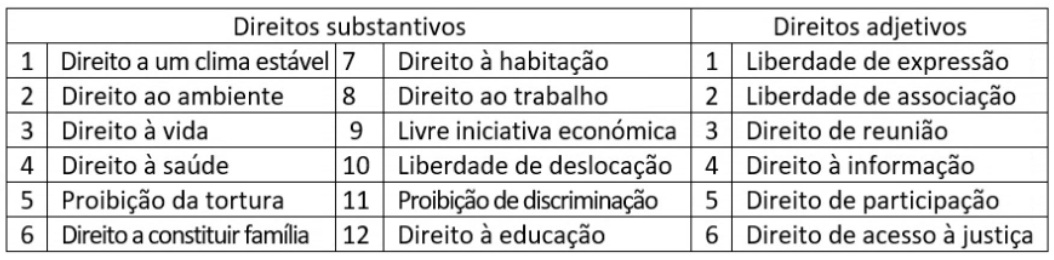 Direitos substantivos Direitos adjetivos
1 Direito a um clima estável 7 Direito à habitação 1 Liberdade de expressão
2 Direito ao ambiente 8 Direito ao trabalho 2 Liberdade de associação
3 Direito à vida 9 Livre iniciativa económica 3 Direito de reunião
4 Direito à saúde 10 Liberdade de deslocação 4 Direito à informação
5 Proibição da tortura 11 Proibição de discriminação 5 Direito de participação
6 Direito a constituir família 12 Direito à educação 6 Direito de acesso à justiça